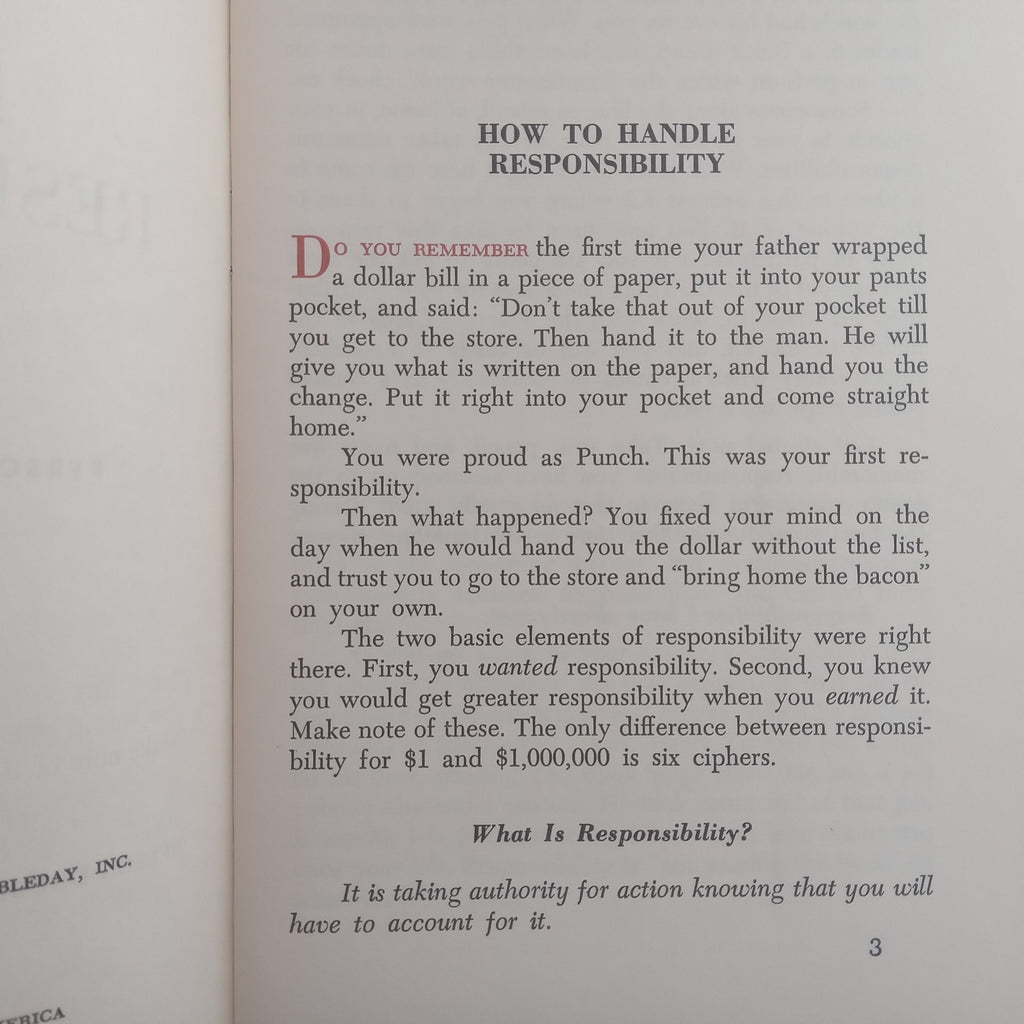 HOW TO HANDLE
RESPONSIBILITY
DO YOU REMEMBER the first time your father wrapped
a dollar bill in a piece of paper, put it into your pants
pocket, and said: “Don’t take that out of your pocket till
you get to the store. Then hand it to the man. He will
give you what is written on the paper, and hand you the
change. Put it right into your pocket and come straight
home.”
You were proud as Punch. This was your first re-
sponsibility.
Then what happened? You fixed your mind on the
day when he would hand you the dollar without the list,
and trust you to go to the store and “bring home the bacon”
on your own.
The two basic elements of responsibility were right
there. First, you wanted responsibility. Second, you knew
you would get greater responsibility when you earned it.
Make note of these. The only difference between responsi-
bility for $1 and $1,000,000 is six ciphers.
What Is Responsibility?
It is taking authority for action knowing that you will
have to account for it.
3
BLEDAY, INC.
ERICA